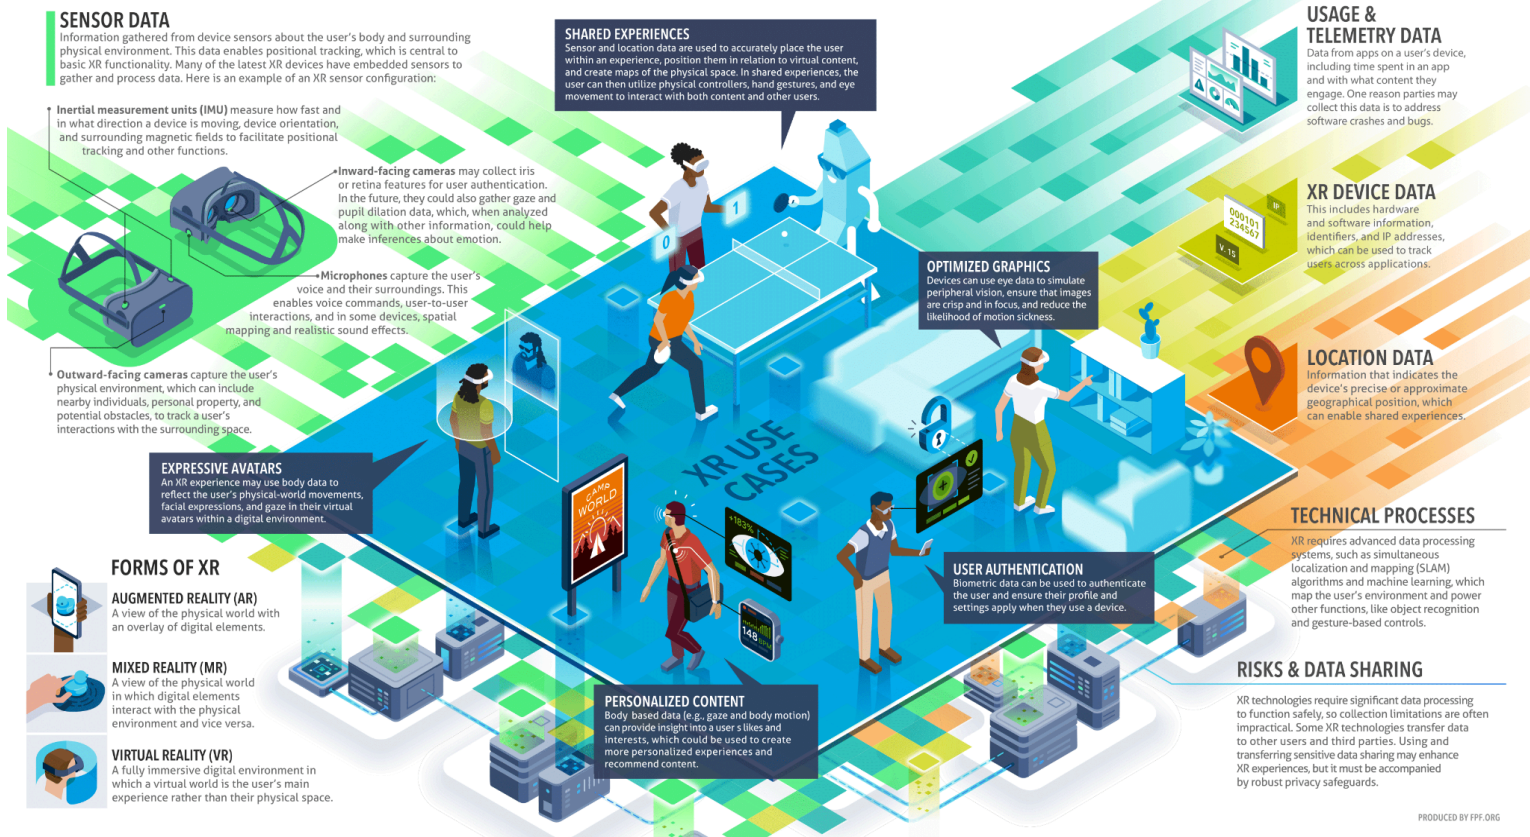 SENSOR DATA
Information gathered from device sensors about the user's body and surrounding
physical environment. This data enables positional tracking, which is central to
basic XR functionality. Many of the latest XR devices have embedded sensors to
gather and process data. Here is an example of an XR sensor configuration:
Inertial measurement units (IMU) measure how fast and
in what direction a device is moving, device orientation,
and surrounding magnetic fields to facilitate positional
tracking and other functions.
Inward-facing cameras may collect iris
or retina features for user authentication.
In the future, they could also gather gaze and
pupil dilation data, which, when analyzed
along with other information, could help
make inferences about emotion.
Microphones capture the user's
voice and their surroundings. This
enables voice commands, user-to-user
interactions, and in some devices, spatial
mapping and realistic sound effects.
Outward-facing cameras capture the user's
physical environment, which can include
nearby individuals, personal property, and
potential obstacles, to track a user's
interactions with the surrounding space.
SHARED EXPERIENCES
Sensor and location data are used to accurately place the user
within an experience, position them in relation to virtual content,
and create maps of the physical space. In shared experiences, the
user can then utilize physical controllers, hand gestures, and eye
movement to interact with both content and other users.
USAGE &
TELEMETRY DATA
Data from apps on a user's device,
including time spent in an app
and with what content they
engage. One reason parties may
collect this data is to address
software crashes and bugs.
XR DEVICE DATA
This includes hardware
and software information,
identifiers, and IP addresses,
which can be used to track
users across applications.
IP
000101
234567
V. 15
LOCATION DATA
Information that indicates the
device's precise or approximate
geographical position, which
can enable shared experiences.
1
0
OPTIMIZED GRAPHICS
Devices can use eye data to simulate
peripheral vision, ensure that images
are crisp and in focus, and reduce the
likelihood of motion sickness.
XR USE
CASES
EXPRESSIVE AVATARS
An XR experience may use body data to
reflect the user's physical-world movements,
facial expressions, and gaze in their virtual
avatars within a digital environment.
CAMP
WORLD
+183%
148 BPM
USER AUTHENTICATION
Biometric data can be used to authenticate
the user and ensure their profile and
settings apply when they use a device.
PERSONALIZED CONTENT
Body based data (e.g., gaze and body motion)
can provide insight into a user s likes and
interests, which could be used to create
more personalized experiences and
recommend content.
FORMS OF XR
AUGMENTED REALITY (AR)
A view of the physical world with
an overlay of digital elements.
MIXED REALITY (MR)
A view of the physical world
in which digital elements
interact with the physical
environment and vice versa.
VIRTUAL REALITY (VR)
A fully immersive digital environment in
which a virtual world is the user's main
experience rather than their physical space.
TECHNICAL PROCESSES
XR requires advanced data processing
systems, such as simultaneous
localization and mapping (SLAM)
algorithms and machine learning, which
map the user's environment and power
other functions, like object recognition
and gesture-based controls.
RISKS & DATA SHARING
XR technologies require significant data processing
to function safely, so collection limitations are often
impractical. Some XR technologies transfer data
to other users and third parties. Using and
transferring sensitive data sharing may enhance
XR experiences, but it must be accompanied
by robust privacy safeguards.
PRODUCED BY FPF.ORG